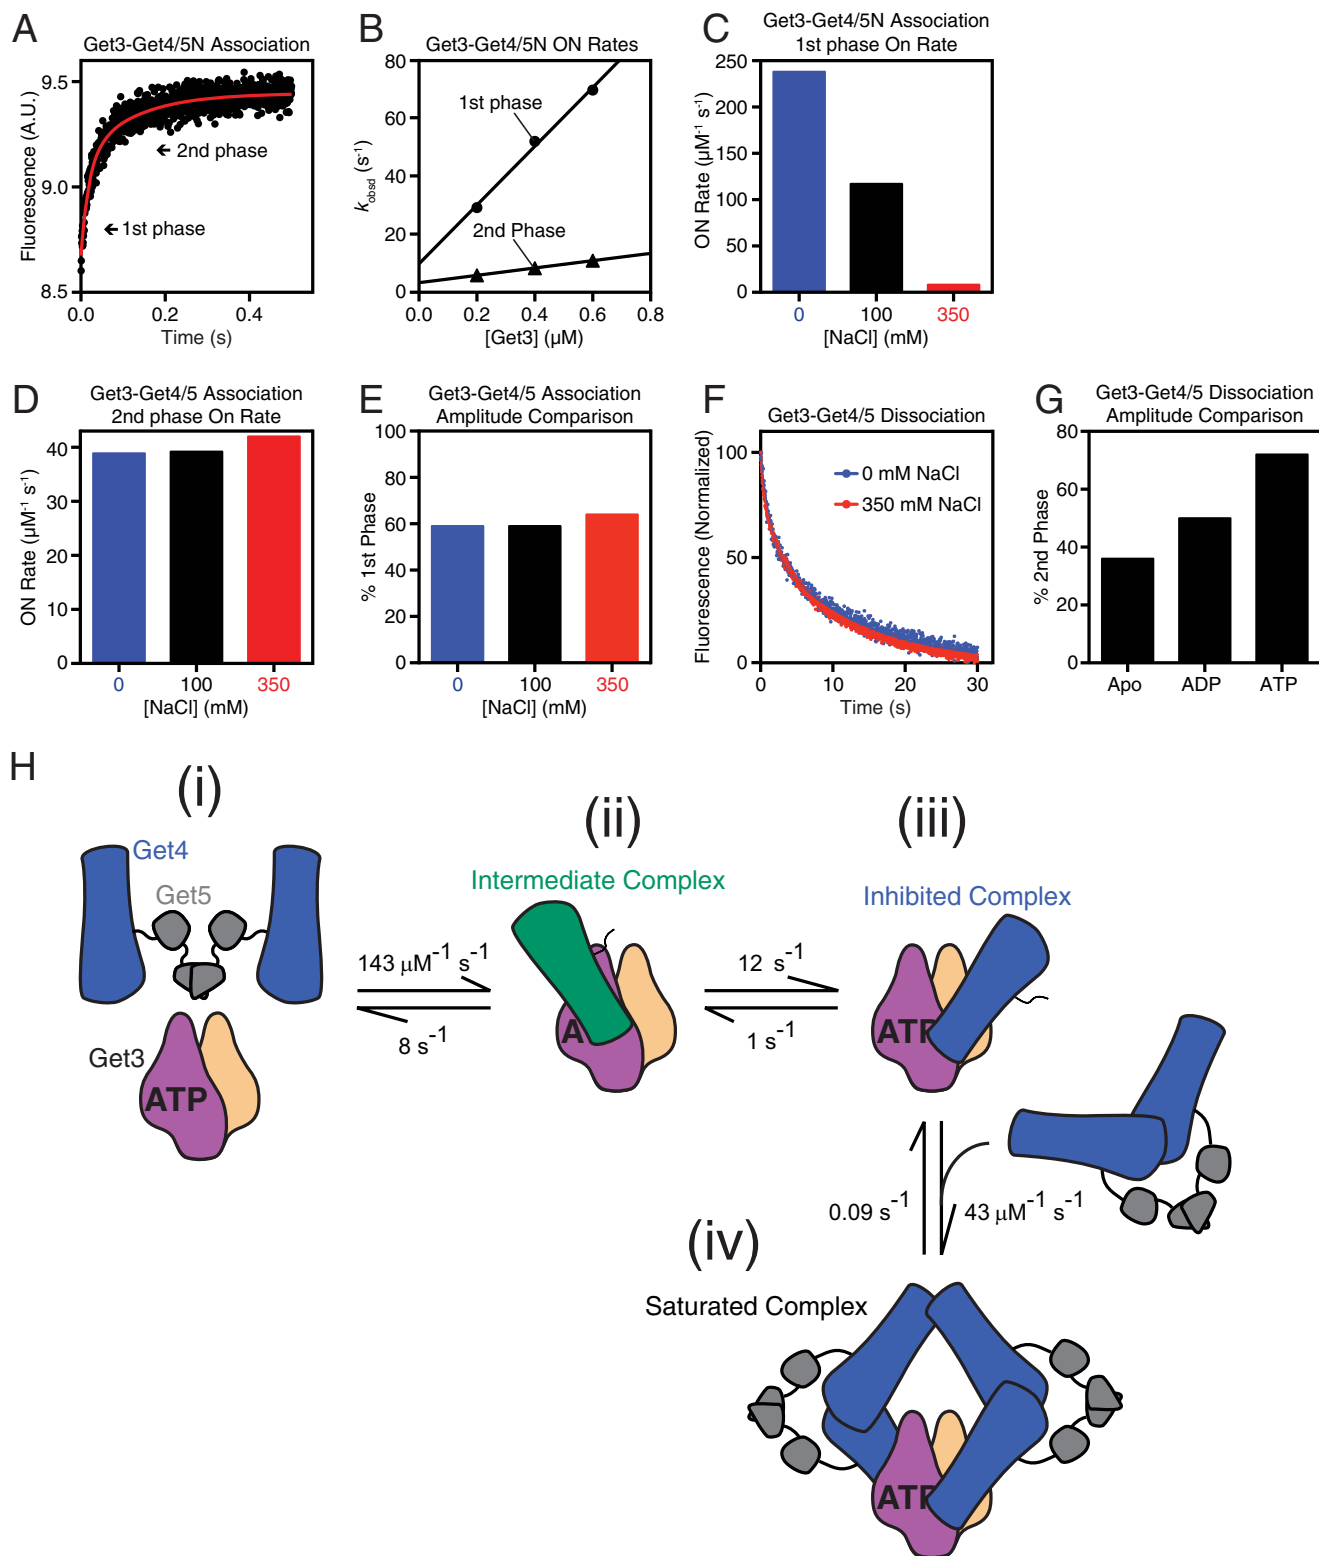 A
Get3-Get4/5N Association
Fluorescence (A.U.)
9.5
9.0
8.5
2nd phase
1st phase
0.0 0.2 0.4
Time (s)
B
Get3-Get4/5N ON Rates
k obsd (s⁻¹)
80
60
40
20
0
1st phase
2nd Phase
0.0 0.2 0.4 0.6 0.8
[Get3] (µM)
C
Get3-Get4/5N Association
1st phase On Rate
ON Rate (µM⁻¹ s⁻¹)
250
200
150
100
50
0
0 100 350
[NaCl] (mM)
D
Get3-Get4/5 Association
2nd phase On Rate
ON Rate (µM⁻¹ s⁻¹)
40
30
20
10
0
0 100 350
[NaCl] (mM)
E
Get3-Get4/5 Association
Amplitude Comparison
% 1st Phase
100
80
60
40
20
0
0 100 350
[NaCl] (mM)
F
Get3-Get4/5 Dissociation
Fluorescence (Normalized)
100
50
0
0 mM NaCl
350 mM NaCl
0 10 20 30
Time (s)
G
Get3-Get4/5 Dissociation
Amplitude Comparison
% 2nd Phase
80
60
40
20
0
Apo ADP ATP
H
(i)
Get4
Get5
Get3
ATP
143 µM⁻¹ s⁻¹
8 s⁻¹
(ii)
Intermediate Complex
A
12 s⁻¹
1 s⁻¹
(iii)
Inhibited Complex
ATP
0.09 s⁻¹
43 µM⁻¹ s⁻¹
(iv)
Saturated Complex
ATP